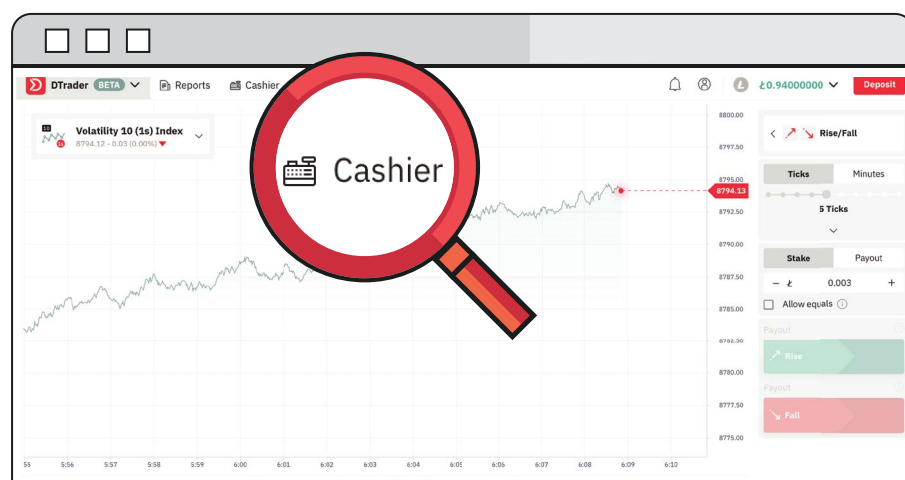 DTrader BETA Reports Cashier Ł0.94000000 Deposit
Volatility 10 (1s) Index
8794.12 - 0.03 (0.00%)
10
1s
Cashier
8800.00
8797.50
8795.00
8794.13
8792.50
8790.00
8787.50
8785.00
8782.50
8780.00
8777.50
8775.00
55 5:56 5:57 5:58 5:59 6:00 6:01 6:02 6:03 6:04 6:05 6:06 6:07 6:08 6:09 6:10
Rise/Fall
Ticks Minutes
5 Ticks
Stake Payout
- Ł 0.003 +
Allow equals
Payout
Rise
Payout
Fall